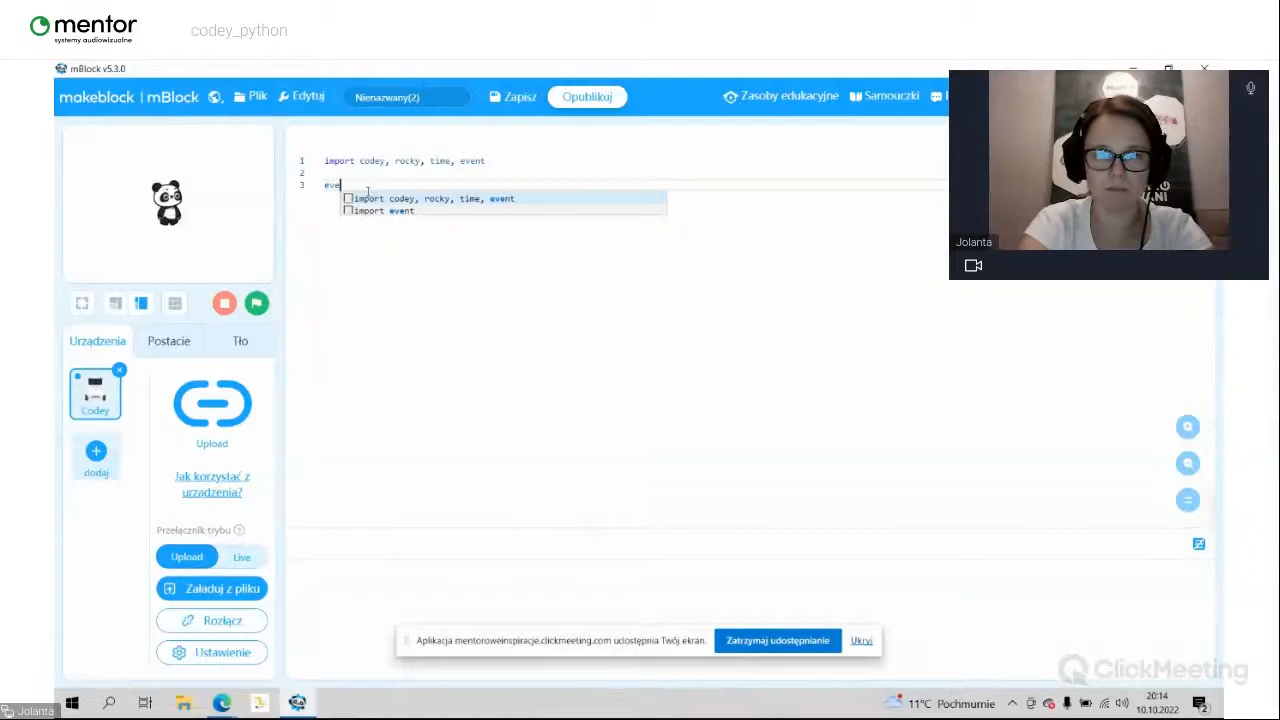 mentor
systemy audiowizualne
codey_python
mBlock v5.3.0
makeblock | mBlock
Plik
Edytuj
Nienazwany(2)
Zapisz
Opublikuj
Zasoby edukacyjne
Samouczki
1 import codey, rocky, time, event
2
3 eve
import codey, rocky, time, event
import event
Jolanta
Urządzenia
Postacie
Tło
Codey
dodaj
Upload
Jak korzystać z
urządzenia?
Przełącznik trybu
Upload
Live
Załaduj z pliku
Rozłącz
Ustawienie
Aplikacja mentoroweinspiracje.clickmeeting.com udostępnia Twój ekran.
Zatrzymaj udostępnianie
Ukryj
ClickMeeting
11°C Pochmurnie
20:14
10.10.2022
2
Jolanta